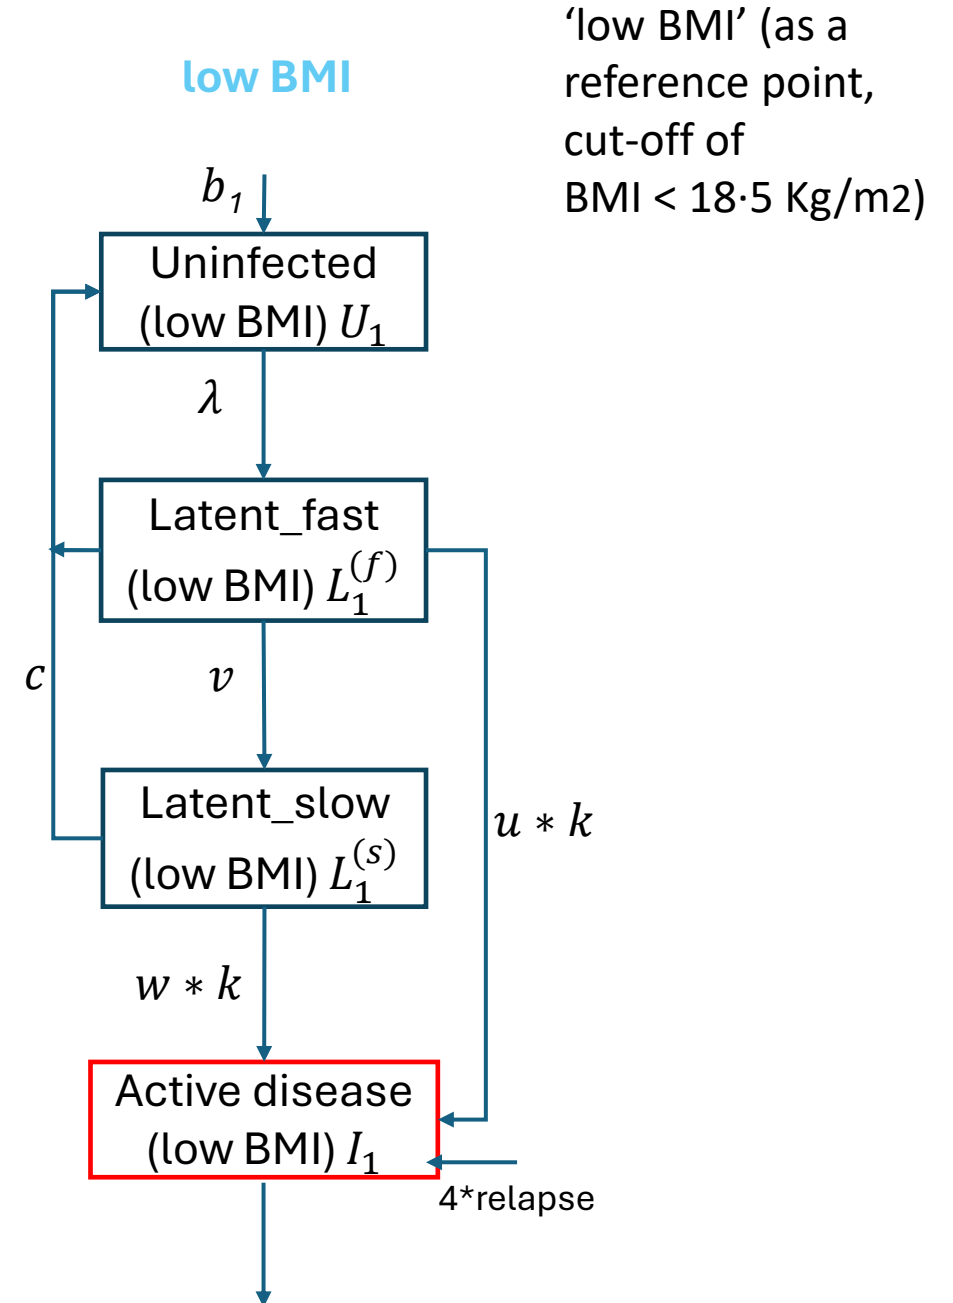 low BMI
‘low BMI’ (as a
reference point,
cut-off of
BMI < 18·5 Kg/m2)
b₁
Uninfected
(low BMI) U₁
λ
Latent_fast
(low BMI) L₁⁽ᶠ⁾
c
v
Latent_slow
(low BMI) L₁⁽ˢ⁾
u * k
w * k
Active disease
(low BMI) I₁
4*relapse